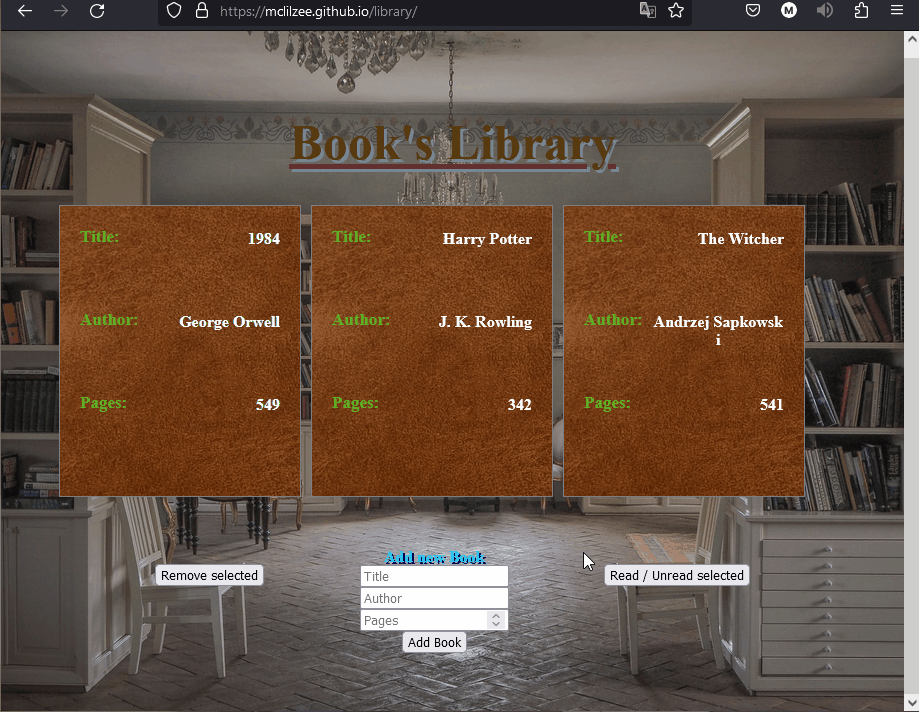 https://mclilzee.github.io/library/
M
Book's Library
Title: 1984
Author: George Orwell
Pages: 549
Title: Harry Potter
Author: J. K. Rowling
Pages: 342
Title: The Witcher
Author: Andrzej Sapkowsk
i
Pages: 541
Add new Book
Remove selected
Title
Author
Pages
Add Book
Read / Unread selected